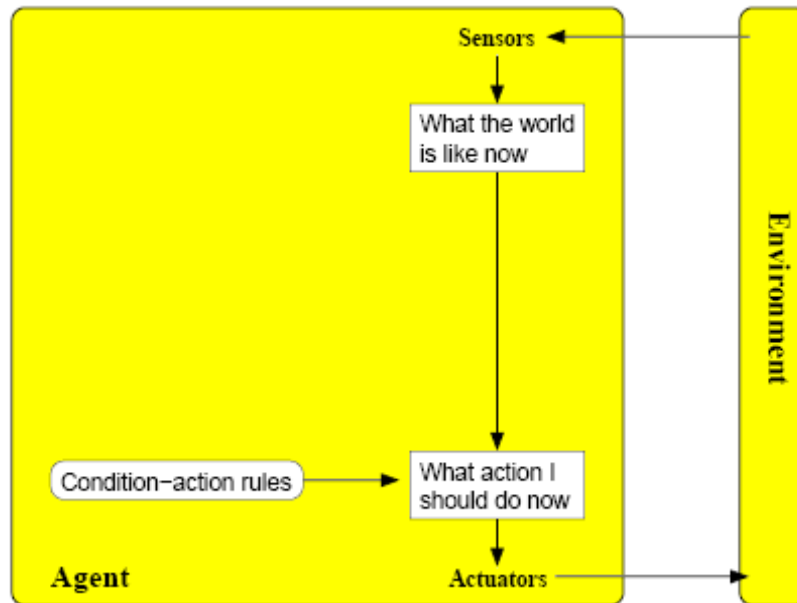 Sensors
What the world
is like now
Environment
Condition−action rules
What action I
should do now
Agent
Actuators